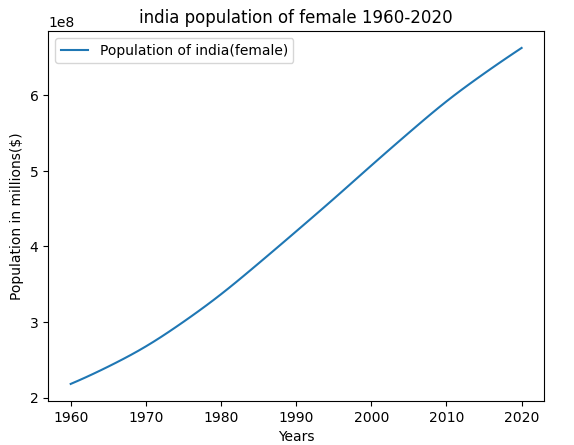 india population of female 1960-2020
1e8
Population of india(female)
Population in millions($)
6
5
4
3
2
1960 1970 1980 1990 2000 2010 2020
Years